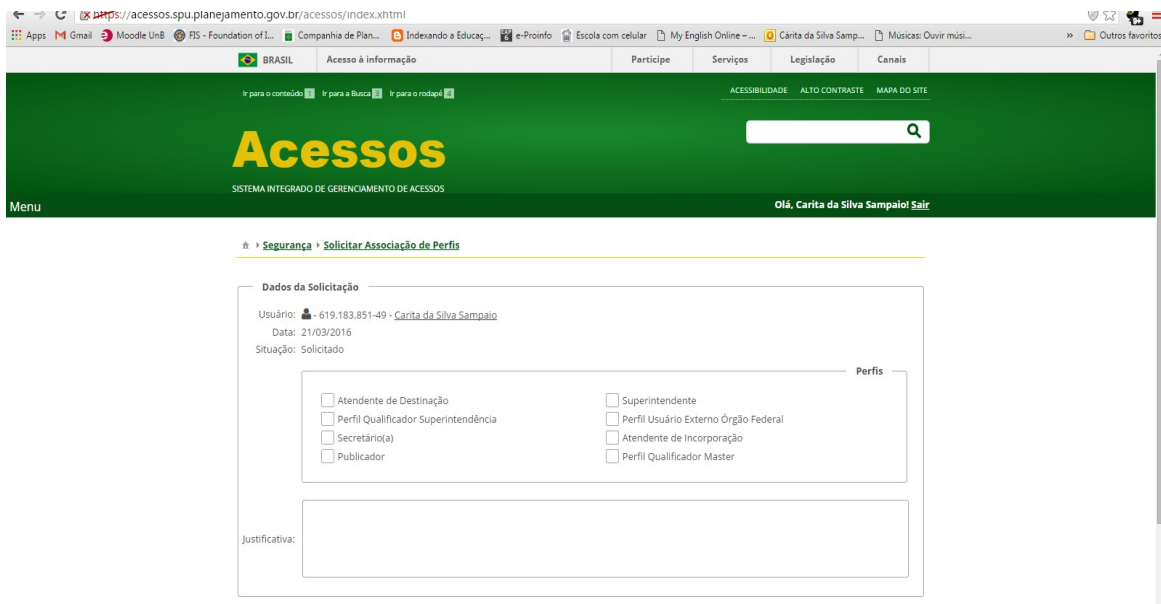 https://acessos.spu.planejamento.gov.br/acessos/index.xhtml
Apps Gmail Moodle UnB FIS - Foundation of I... Companhia de Plan... Indexando a Educaç... e-Proinfo Escola com celular My English Online – ... Cárita da Silva Samp... Músicas: Ouvir músi... » Outros favoritos
BRASIL Acesso à informação Participe Serviços Legislação Canais
Ir para o conteúdo 1 Ir para a Busca 3 Ir para o rodapé 4 ACESSIBILIDADE ALTO CONTRASTE MAPA DO SITE
Acessos
SISTEMA INTEGRADO DE GERENCIAMENTO DE ACESSOS
Menu Olá, Carita da Silva Sampaio! Sair
Segurança Solicitar Associação de Perfis
Dados da Solicitação
Usuário: - 619.183.851-49 - Carita da Silva Sampaio
Data: 21/03/2016
Situação: Solicitado
Perfis
Atendente de Destinação Superintendente
Perfil Qualificador Superintendência Perfil Usuário Externo Órgão Federal
Secretário(a) Atendente de Incorporação
Publicador Perfil Qualificador Master
Justificativa: